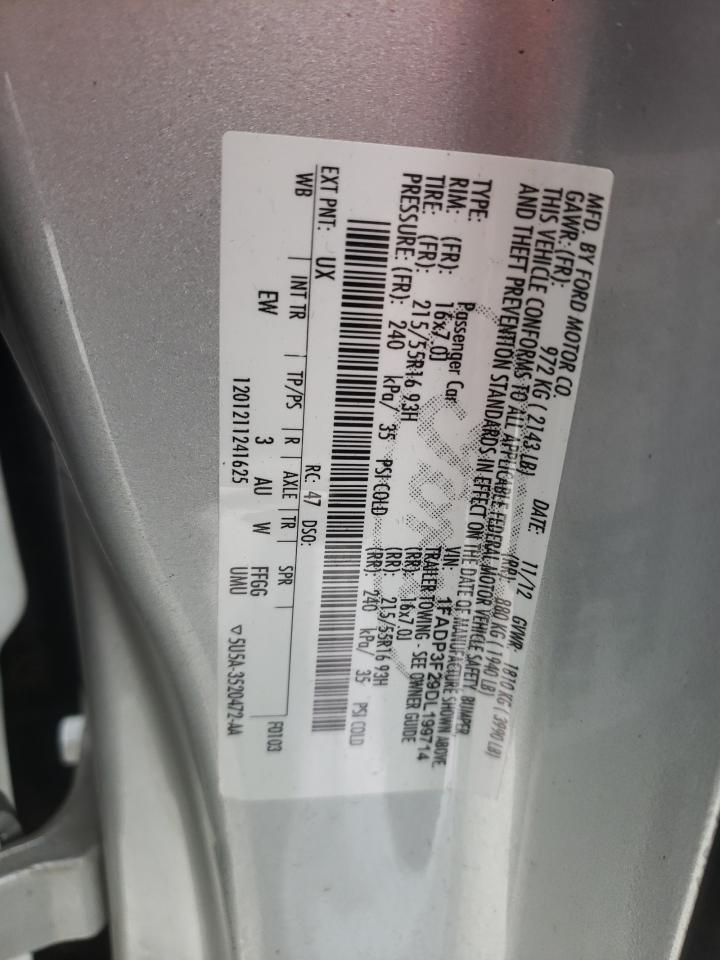 MFD. BY FORD MOTOR CO.
DATE: 11/12 GVWR: 1810 KG ( 3990 LB)
GAWR: (FR): 972 KG ( 2143 LB) (RR): 880 KG ( 1940 LB)
THIS VEHICLE CONFORMS TO ALL APPLICABLE FEDERAL MOTOR VEHICLE SAFETY, BUMPER,
AND THEFT PREVENTION STANDARDS IN EFFECT ON THE DATE OF MANUFACTURE SHOWN ABOVE.
VIN: 1FADP3F29DL199714
TYPE: Passenger Car TRAILER TOWING - SEE OWNER GUIDE
RIM: (FR): 16x7.0J (RR): 16x7.0J
TIRE: (FR): 215/55R16 93H (RR): 215/55R16 93H
PRESSURE: (FR): 240 kPa/ 35 PSI COLD (RR): 240 kPa/ 35 PSI COLD
EXT PNT: UX RC: 47 DSO: F0103
WB INT TR TP/PS R AXLE TR SPR
EW 3 AU W FFGG
1201211241625 UMU ▽5U5A-3520472-AA